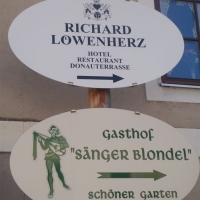 RICHARD
LÖWENHERZ
HOTEL
RESTAURANT
DONAUTERRASSE
Gasthof
"SÄNGER BLONDEL"
SCHÖNER GARTEN